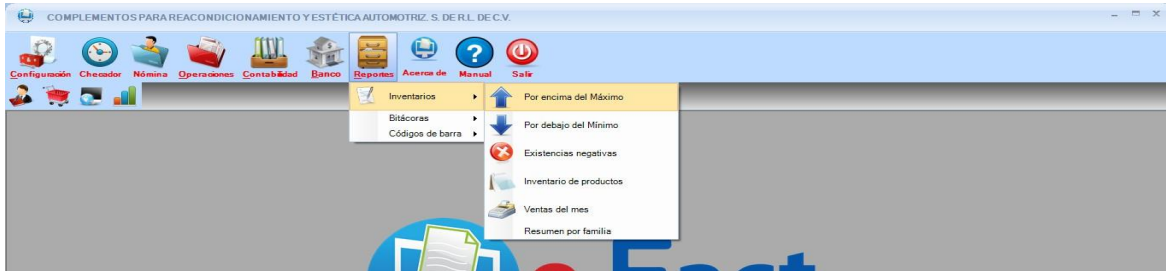 COMPLEMENTOS PARA REACONDICIONAMIENTO Y ESTÉTICA AUTOMOTRIZ. S. DE R.L. DE C.V.
Configuración Checador Nómina Operaciones Contabilidad Banco Reportes Acerca de Manual Salir
Inventarios
Bitácoras
Códigos de barra
Por encima del Máximo
Por debajo del Mínimo
Existencias negativas
Inventario de productos
Ventas del mes
Resumen por familia